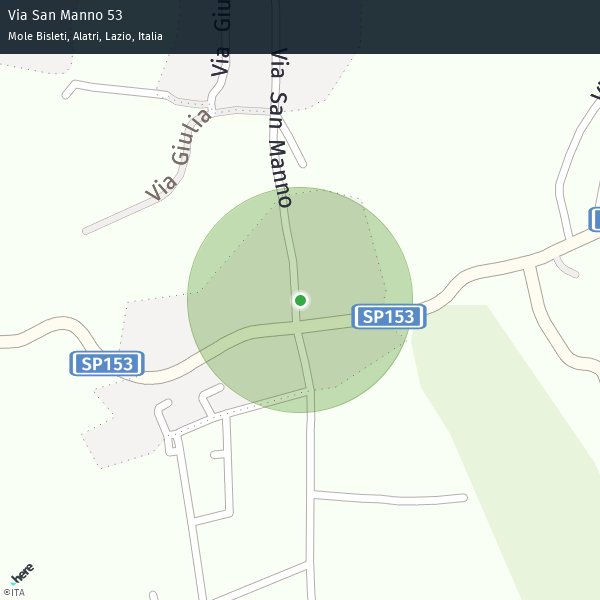 Via San Manno 53
Mole Bisleti, Alatri, Lazio, Italia
Via Giu
Via San Manno
Via Giulia
SP153
SP153
here
©ITA